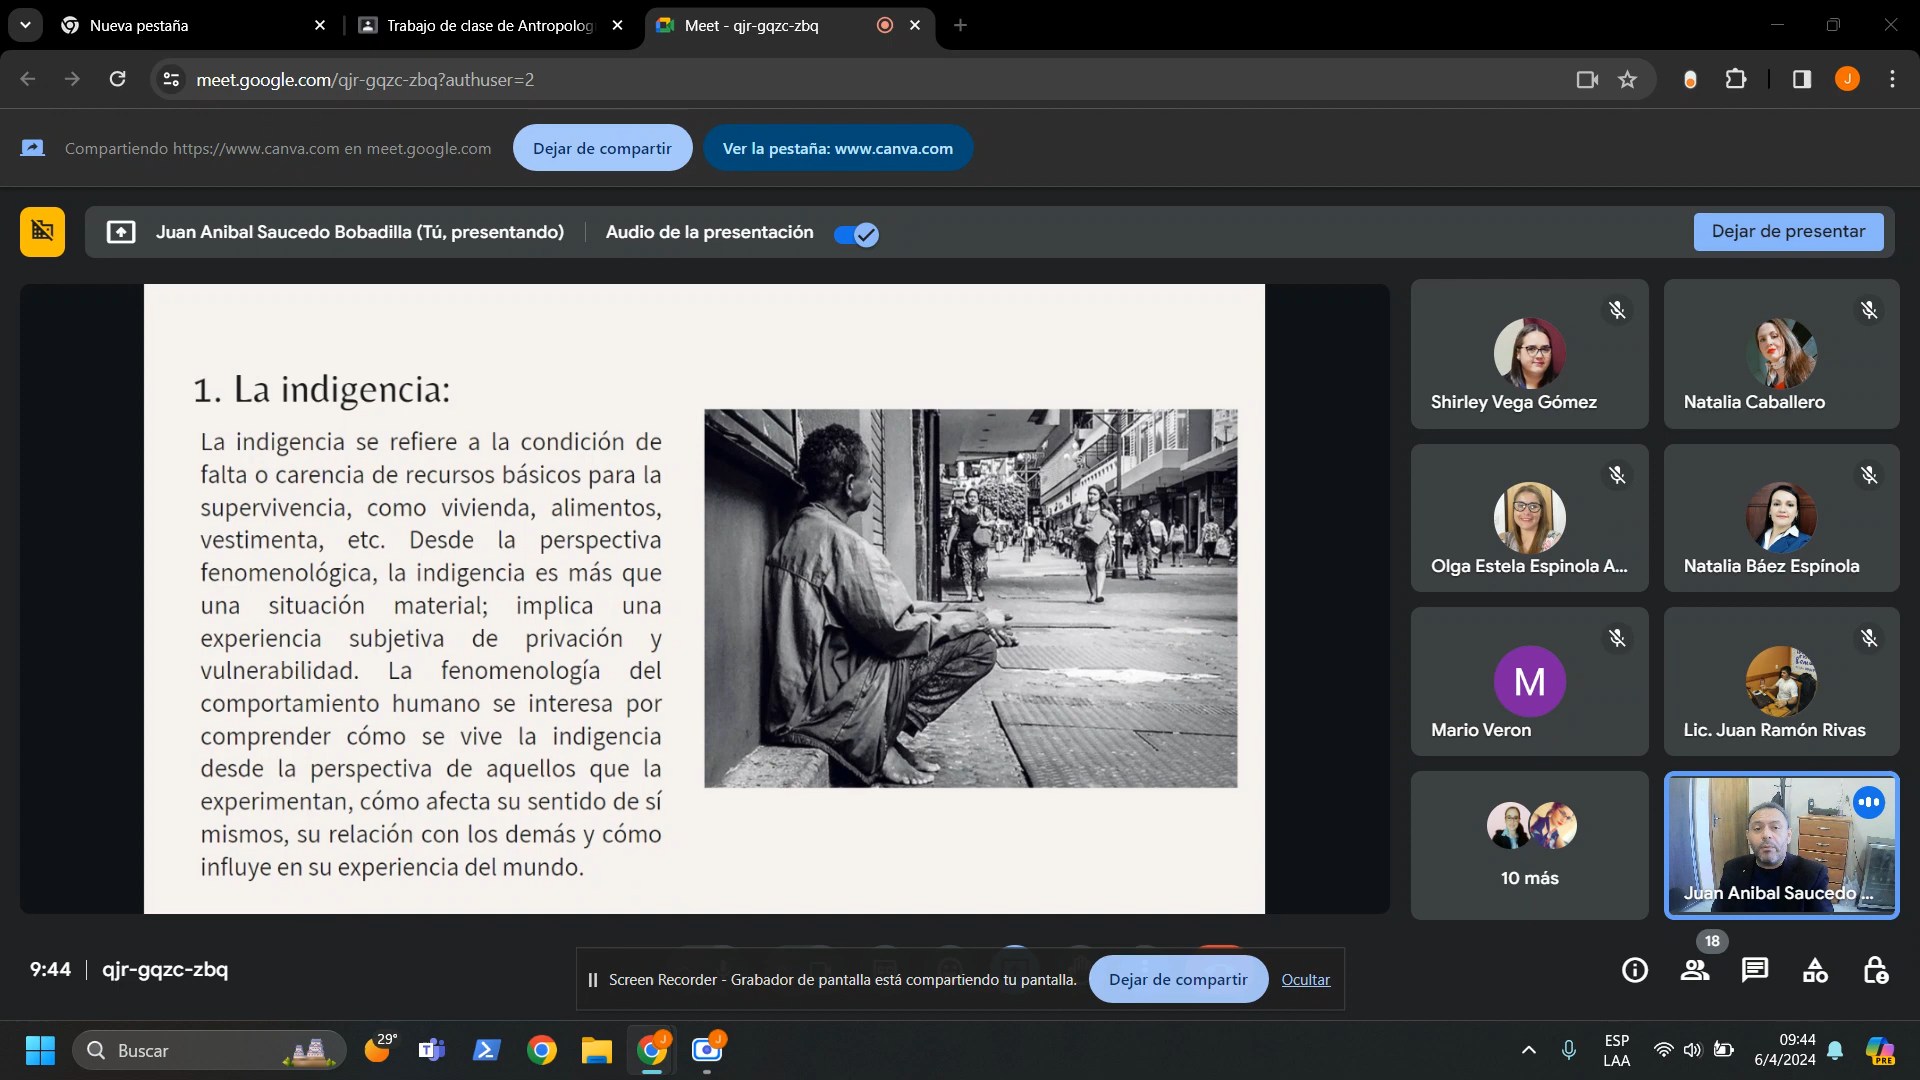 Nueva pestaña
Trabajo de clase de Antropolog
Meet - qjr-gqzc-zbq
meet.google.com/qjr-gqzc-zbq?authuser=2
J
Compartiendo https://www.canva.com en meet.google.com
Dejar de compartir
Ver la pestaña: www.canva.com
Juan Anibal Saucedo Bobadilla (Tú, presentando)
Audio de la presentación
Dejar de presentar
1. La indigencia:
La indigencia se refiere a la condición de
falta o carencia de recursos básicos para la
supervivencia, como vivienda, alimentos,
vestimenta, etc. Desde la perspectiva
fenomenológica, la indigencia es más que
una situación material; implica una
experiencia subjetiva de privación y
vulnerabilidad. La fenomenología del
comportamiento humano se interesa por
comprender cómo se vive la indigencia
desde la perspectiva de aquellos que la
experimentan, cómo afecta su sentido de sí
mismos, su relación con los demás y cómo
influye en su experiencia del mundo.
Shirley Vega Gómez
Natalia Caballero
Olga Estela Espinola A...
Natalia Báez Espínola
M
Mario Veron
Lic. Juan Ramón Rivas
10 más
Juan Anibal Saucedo ...
9:44
qjr-gqzc-zbq
Screen Recorder - Grabador de pantalla está compartiendo tu pantalla.
Dejar de compartir
Ocultar
18
Buscar
29°
J
J
ESP
LAA
09:44
6/4/2024
PRE